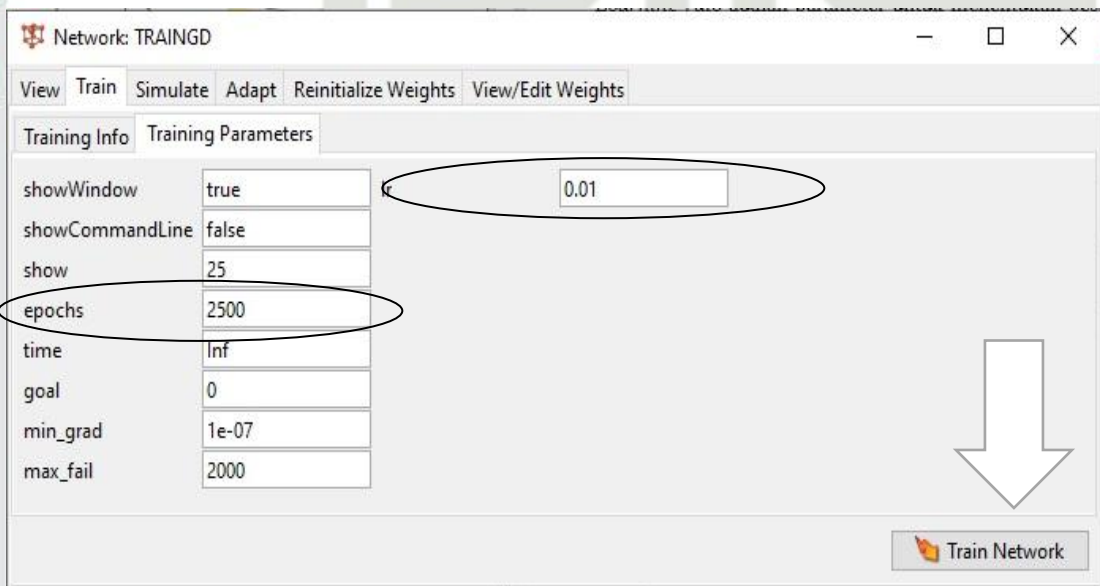 Network: TRAINGD
View Train Simulate Adapt Reinitialize Weights View/Edit Weights
Training Info Training Parameters
showWindow true lr 0.01
showCommandLine false
show 25
epochs 2500
time Inf
goal 0
min_grad 1e-07
max_fail 2000
Train Network